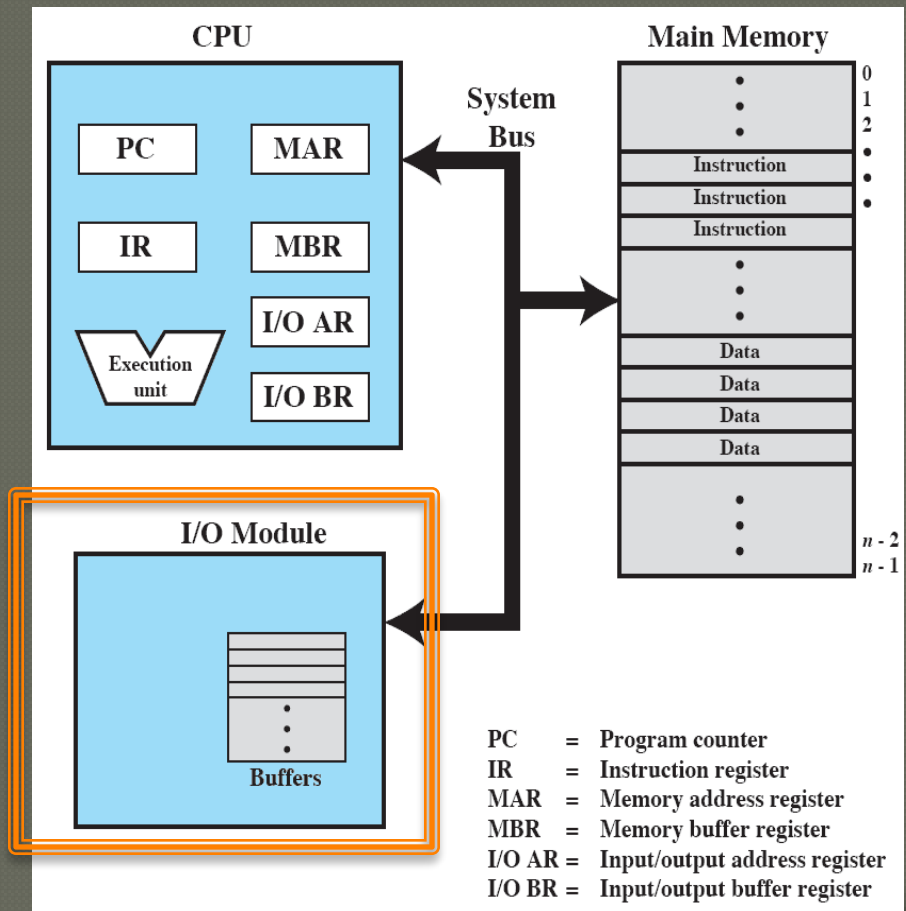 CPU
PC
MAR
IR
MBR
I/O AR
Execution
unit
I/O BR
System
Bus
Main Memory
0
1
2
Instruction
Instruction
Instruction
Data
Data
Data
Data
n - 2
n - 1
I/O Module
Buffers
PC = Program counter
IR = Instruction register
MAR = Memory address register
MBR = Memory buffer register
I/O AR = Input/output address register
I/O BR = Input/output buffer register